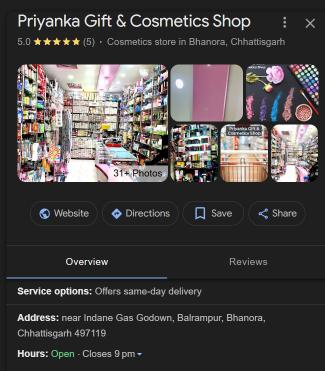 Priyanka Gift & Cosmetics Shop
5.0 ★★★★★ (5) · Cosmetics store in Bhanora, Chhattisgarh
Priyanka Gift &
Cosmetics Shop
31+ Photos
Website
Directions
Save
Share
Overview
Reviews
Service options: Offers same-day delivery
Address: near Indane Gas Godown, Balrampur, Bhanora,
Chhattisgarh 497119
Hours: Open · Closes 9 pm